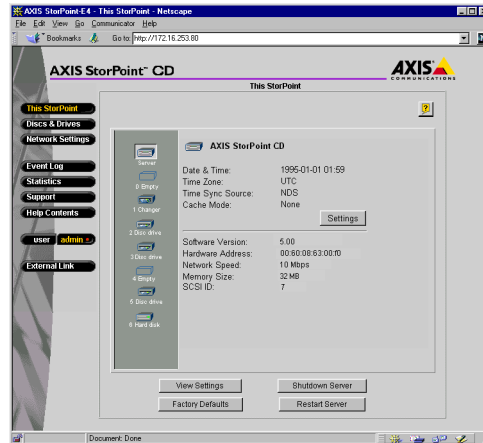 AXIS StorPoint-E4 - This StorPoint - Netscape
File Edit View Go Communicator Help
Bookmarks Go to: http://172.16.253.80
AXIS StorPoint™ CD
AXIS
COMMUNICATIONS
This StorPoint
This StorPoint
Discs & Drives
Network Settings
Event Log
Statistics
Support
Help Contents
user admin
External Link
?
Server
0 Empty
1 Changer
2 Disc drive
3 Disc drive
4 Empty
5 Disc drive
6 Hard disk
AXIS StorPoint CD
Date & Time: 1995-01-01 01:59
Time Zone: UTC
Time Sync Source: NDS
Cache Mode: None
Settings
Software Version: 5.00
Hardware Address: 00:60:08:63:00:f0
Network Speed: 10 Mbps
Memory Size: 32 MB
SCSI ID: 7
View Settings Shutdown Server
Factory Defaults Restart Server
Document: Done